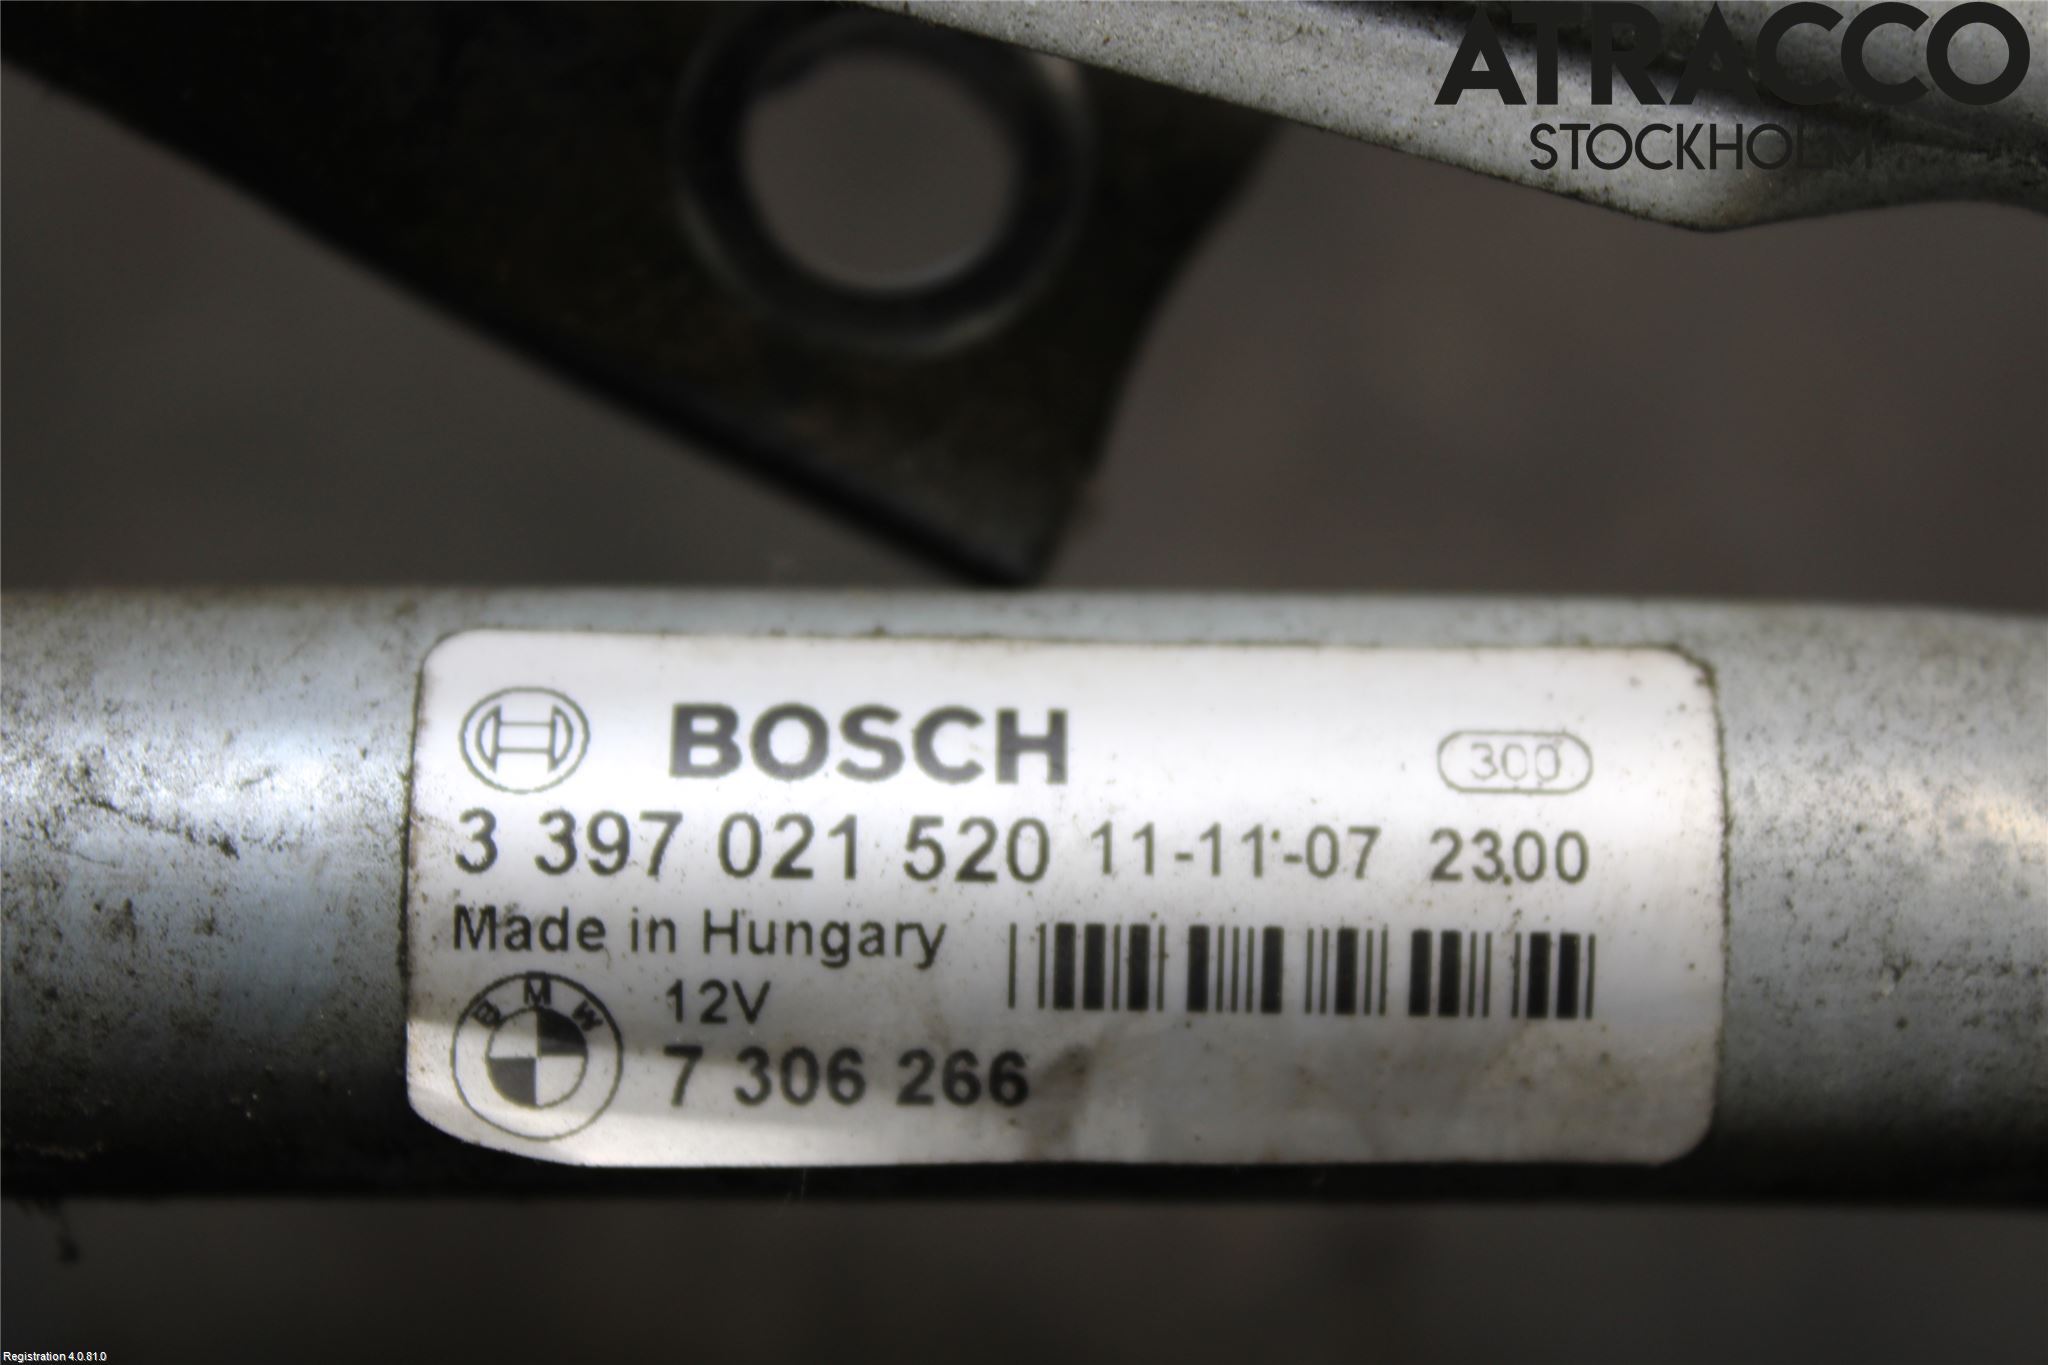 ATRACCO
STOCKHOLM
BOSCH 300
3 397 021 520 11-11-07 2300
Made in Hungary
BMW 12V
7 306 266
Registration 4.0.81.0